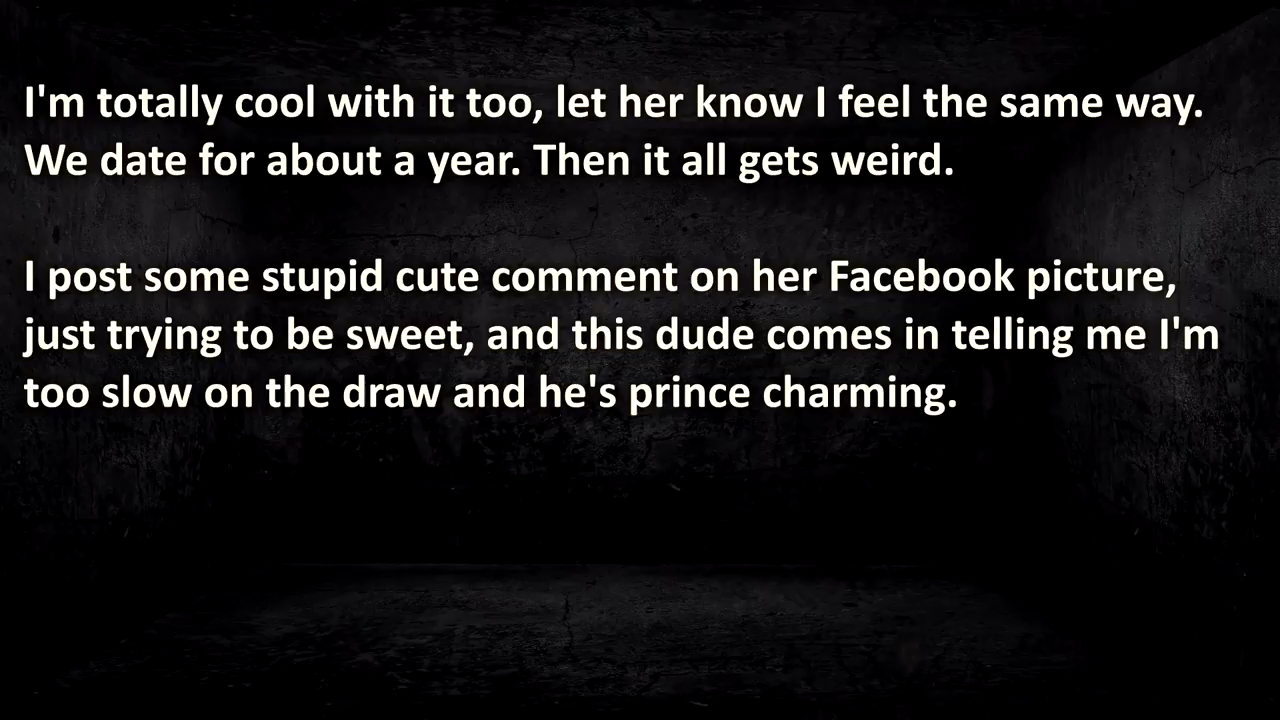 I'm totally cool with it too, let her know I feel the same way.
We date for about a year. Then it all gets weird.
I post some stupid cute comment on her Facebook picture,
just trying to be sweet, and this dude comes in telling me I'm
too slow on the draw and he's prince charming.